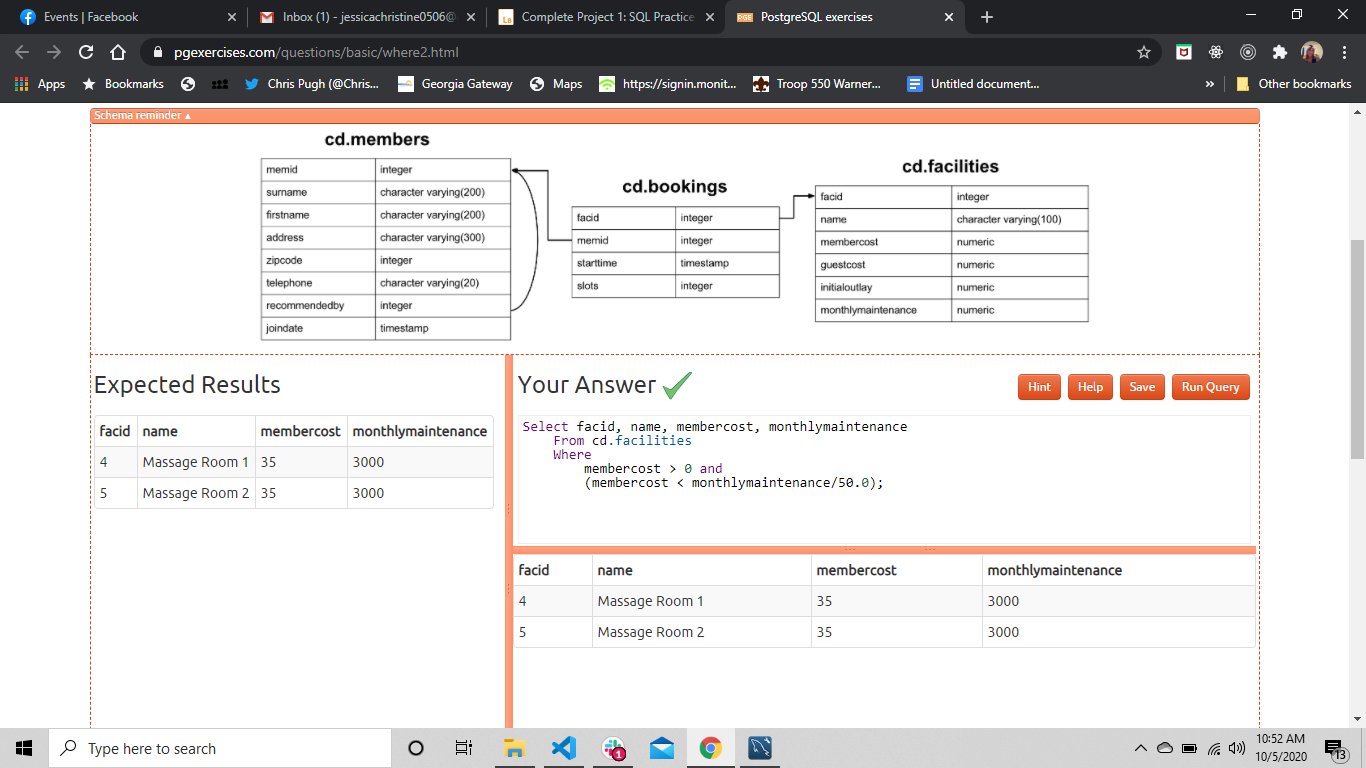 Events | Facebook
Inbox (1) - jessicachristine0506@
Complete Project 1: SQL Practice
PGE PostgreSQL exercises
pgexercises.com/questions/basic/where2.html
Apps Bookmarks Chris Pugh (@Chris... Georgia Gateway Maps https://signin.monit... Troop 550 Warner... Untitled document... » Other bookmarks
Schema reminder ▴
cd.members
memid integer
surname character varying(200)
firstname character varying(200)
address character varying(300)
zipcode integer
telephone character varying(20)
recommendedby integer
joindate timestamp
cd.bookings
facid integer
memid integer
starttime timestamp
slots integer
cd.facilities
facid integer
name character varying(100)
membercost numeric
guestcost numeric
initialoutlay numeric
monthlymaintenance numeric
Expected Results
facid name membercost monthlymaintenance
4 Massage Room 1 35 3000
5 Massage Room 2 35 3000
Your Answer
Hint Help Save Run Query
Select facid, name, membercost, monthlymaintenance
From cd.facilities
Where
membercost > 0 and
(membercost < monthlymaintenance/50.0);
facid name membercost monthlymaintenance
4 Massage Room 1 35 3000
5 Massage Room 2 35 3000
Type here to search
1
10:52 AM
10/5/2020
13